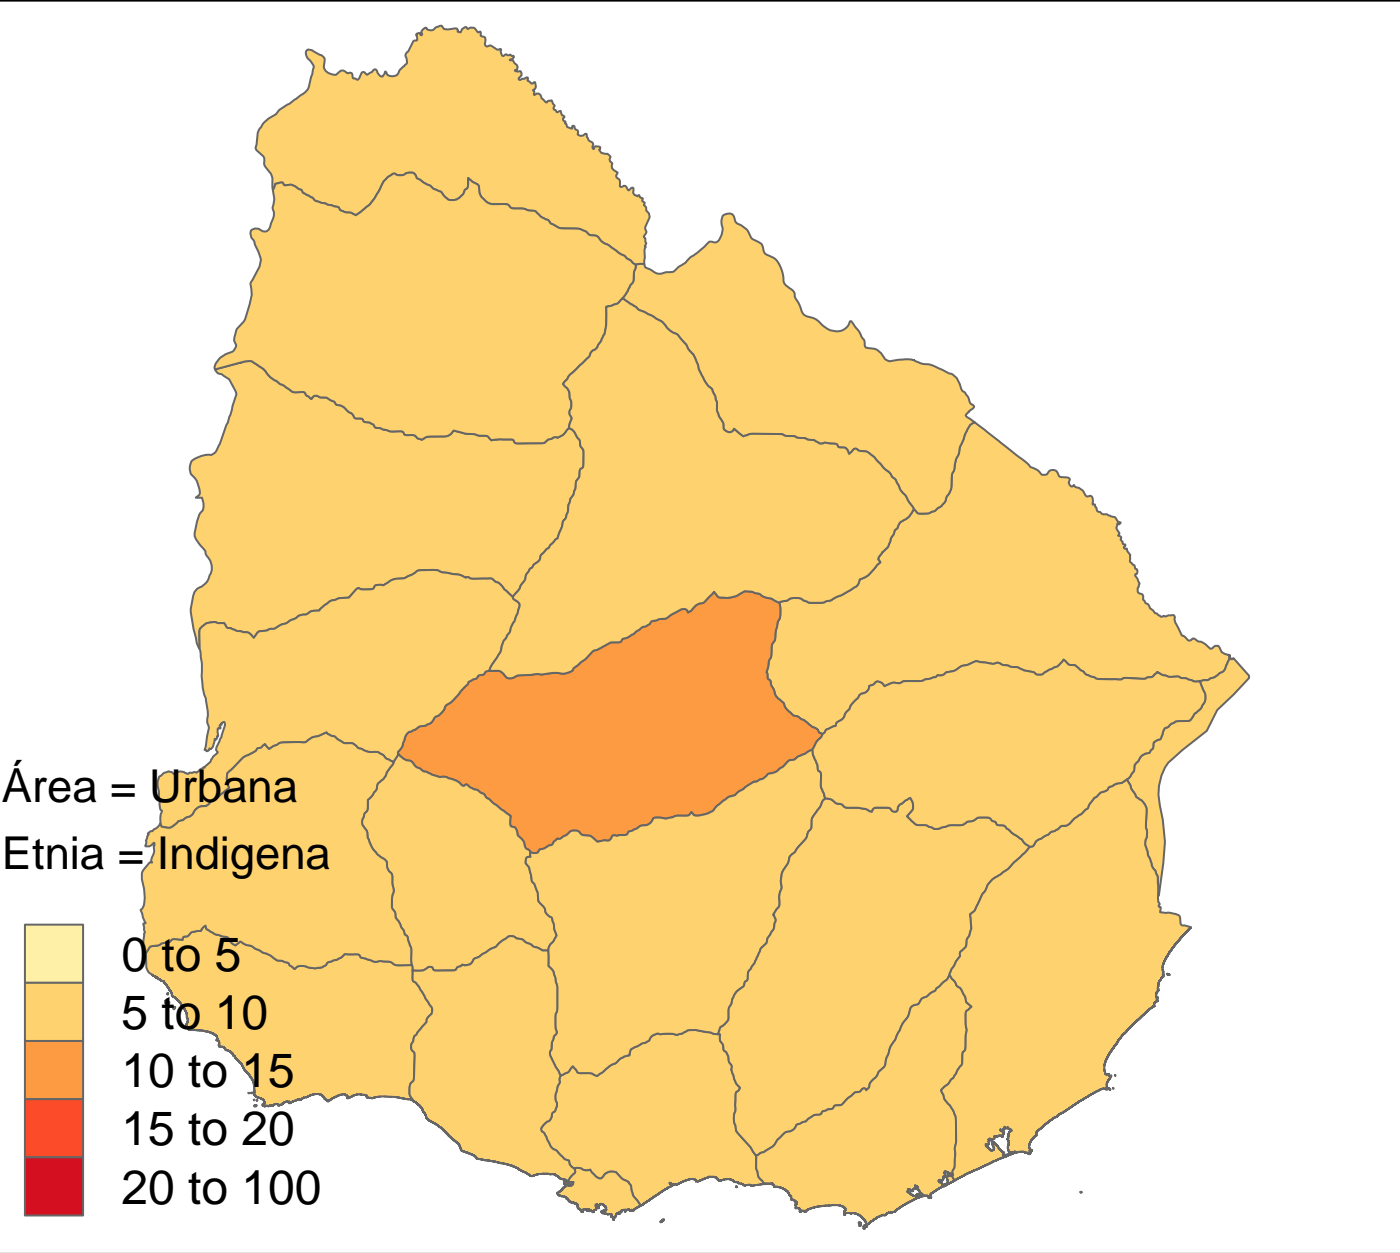 Área = Urbana
Etnia = Indigena
0 to 5
5 to 10
10 to 15
15 to 20
20 to 100